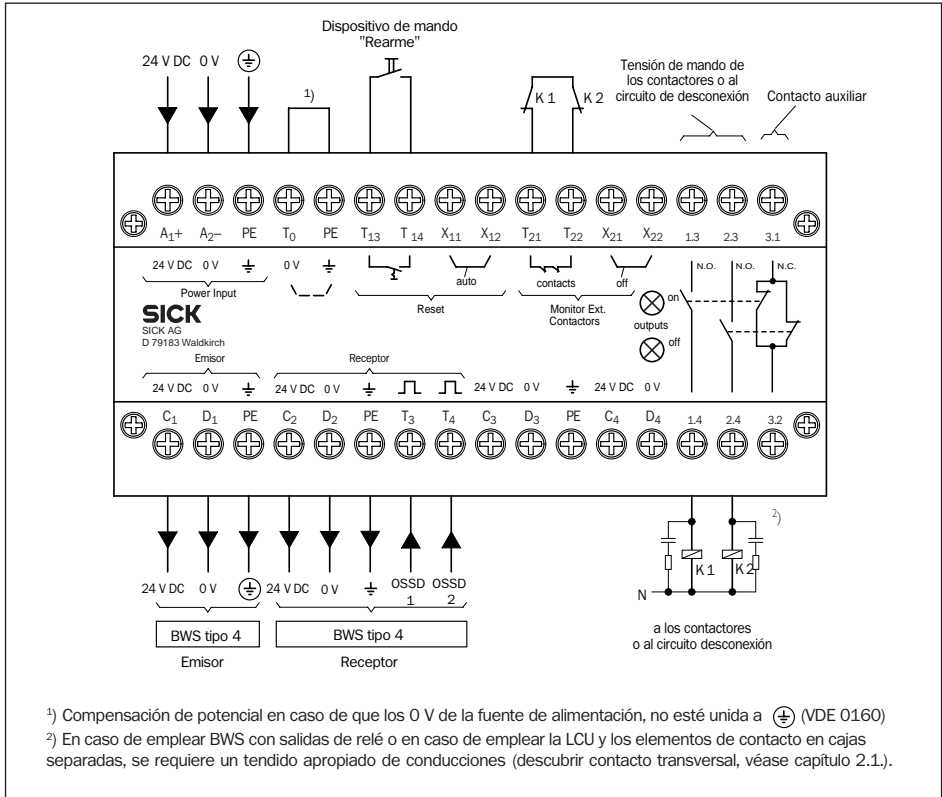 Dispositivo de mando
"Rearme"
24 V DC 0 V
1)
K 1 K 2
Tensión de mando de
los contactores o al
circuito de desconexión
Contacto auxiliar
A1+ A2– PE T0 PE T13 T 14 X11 X12 T21 T22 X21 X22 1.3 2.3 3.1
24 V DC 0 V 0 V auto contacts off N.O. N.O. N.C.
Power Input
Reset
Monitor Ext.
Contactors
on
outputs
off
SICK
SICK AG
D 79183 Waldkirch
Emisor Receptor
24 V DC 0 V 24 V DC 0 V 24 V DC 0 V 24 V DC 0 V
C1 D1 PE C2 D2 PE T3 T4 C3 D3 PE C4 D4 1.4 2.4 3.2
2)
K 1 K 2
N
24 V DC 0 V 24 V DC 0 V OSSD OSSD
1 2
BWS tipo 4 BWS tipo 4
Emisor Receptor
a los contactores
o al circuito desconexión
1) Compensación de potencial en caso de que los 0 V de la fuente de alimentación, no esté unida a (VDE 0160)
2) En caso de emplear BWS con salidas de relé o en caso de emplear la LCU y los elementos de contacto en cajas
separadas, se requiere un tendido apropiado de conducciones (descubrir contacto transversal, véase capítulo 2.1.).